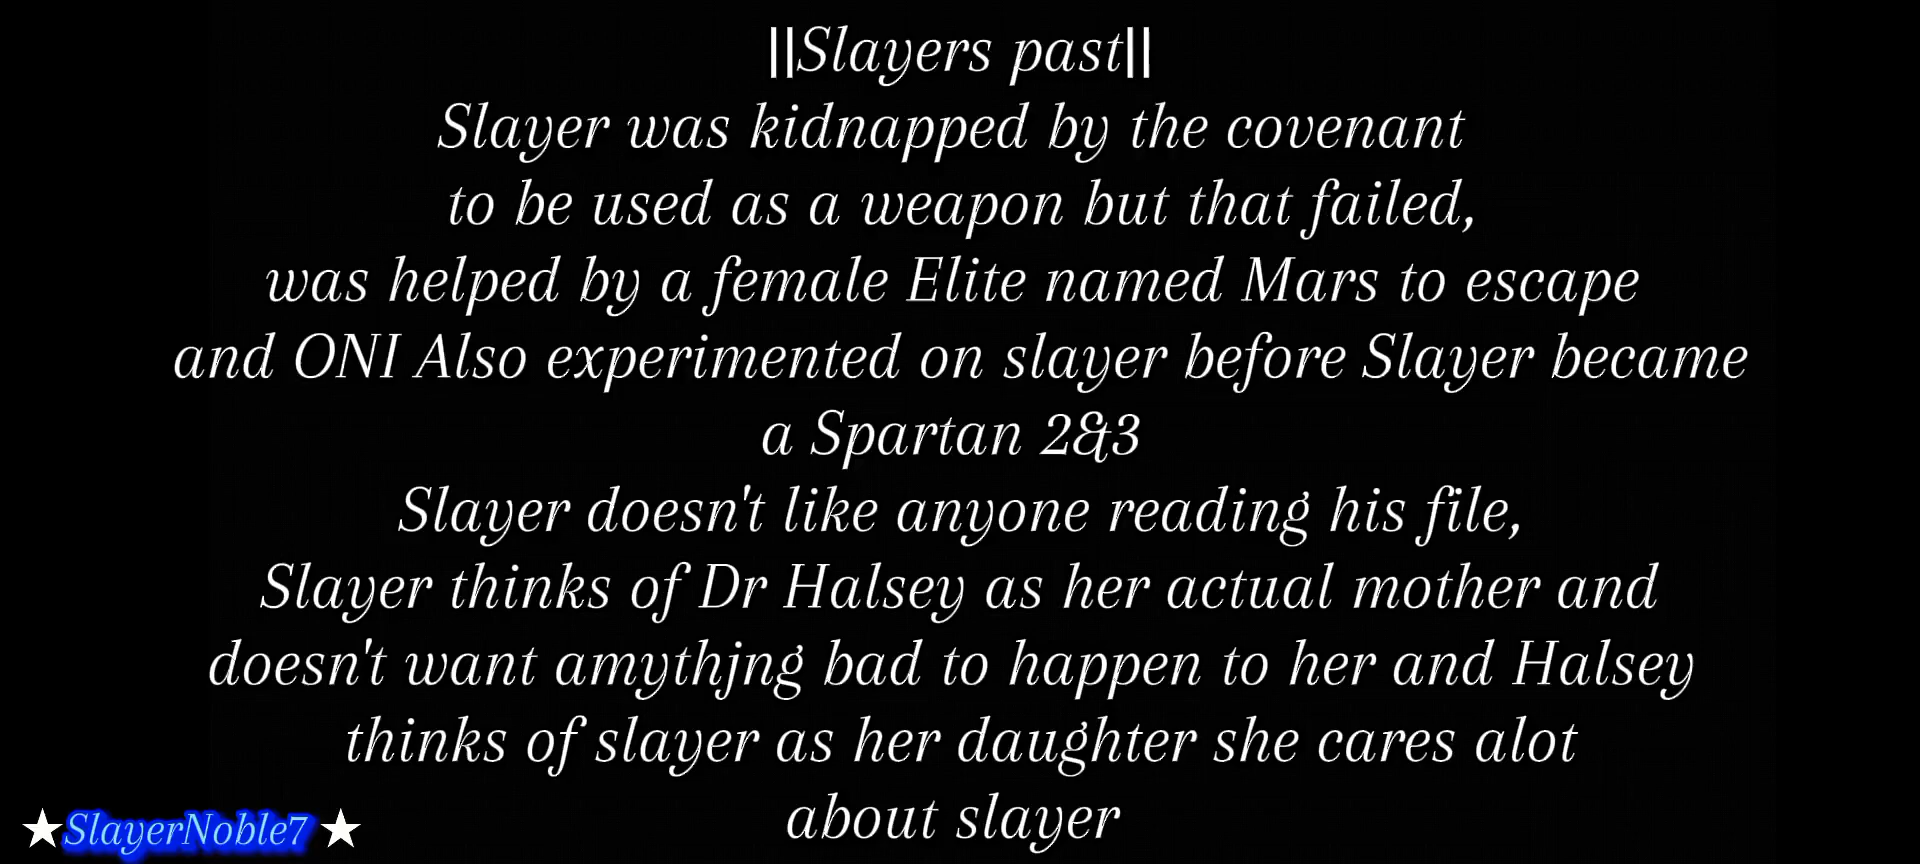 ||Slayers past||
Slayer was kidnapped by the covenant
to be used as a weapon but that failed,
was helped by a female Elite named Mars to escape
and ONI Also experimented on slayer before Slayer became
a Spartan 2&3
Slayer doesn't like anyone reading his file,
Slayer thinks of Dr Halsey as her actual mother and
doesn't want amythjng bad to happen to her and Halsey
thinks of slayer as her daughter she cares alot
about slayer
★SlayerNoble7 ★